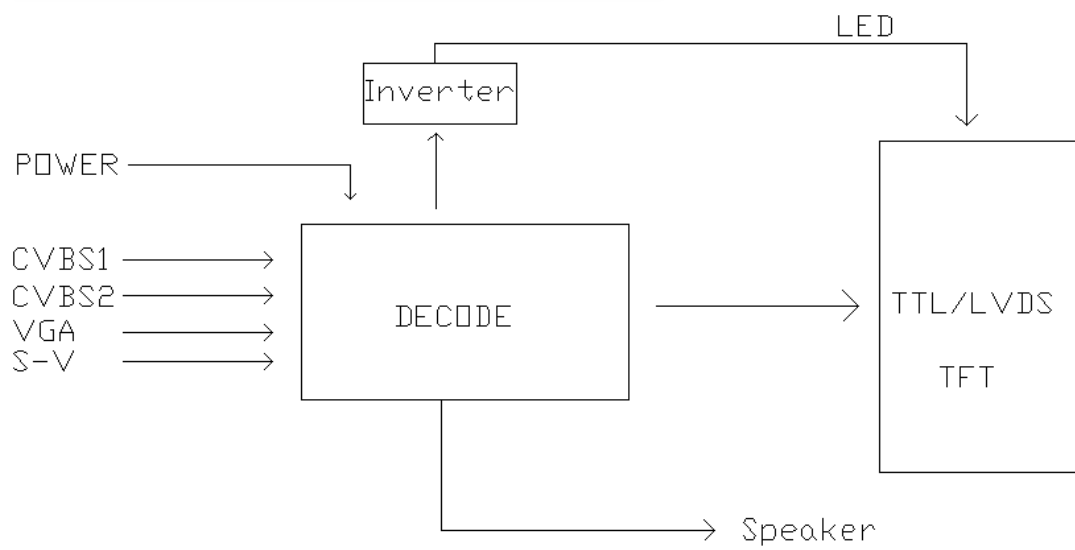 LED
Inverter
POWER
CVBS1
CVBS2
VGA
S-V
DECODE
TTL/LVDS
TFT
Speaker